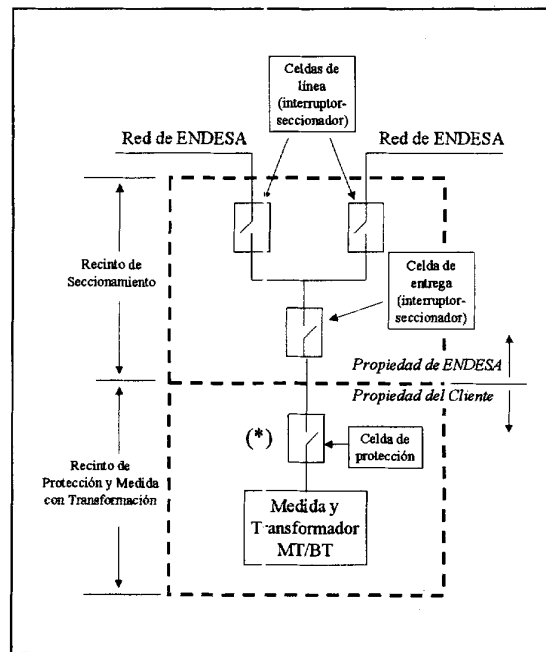 Celdas de
línea
(interruptor-
seccionador)
Red de ENDESA
Red de ENDESA
Recinto de
Seccionamiento
Celda de
entrega
(interruptor-
seccionador)
Propiedad de ENDESA
Propiedad del Cliente
(*)
Celda de
protección
Recinto de
Protección y Medida
con Transformación
Medida y
Transformador
MT/BT